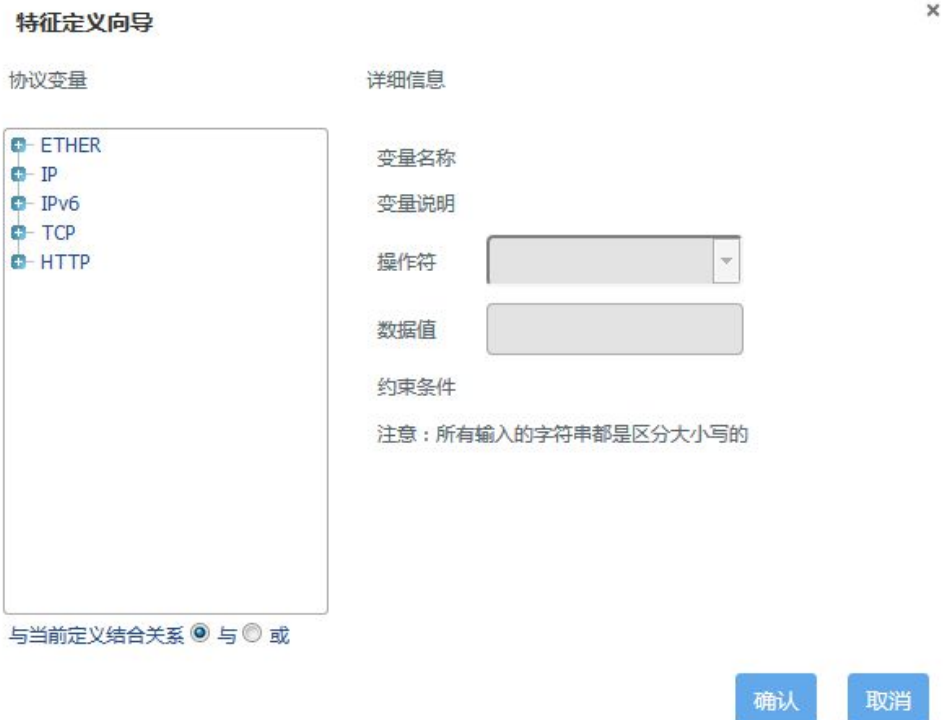 特征定义向导
×
协议变量
详细信息
ETHER
IP
IPv6
TCP
HTTP
变量名称
变量说明
操作符
数据值
约束条件
注意：所有输入的字符串都是区分大小写的
与当前定义结合关系 与 或
确认 取消